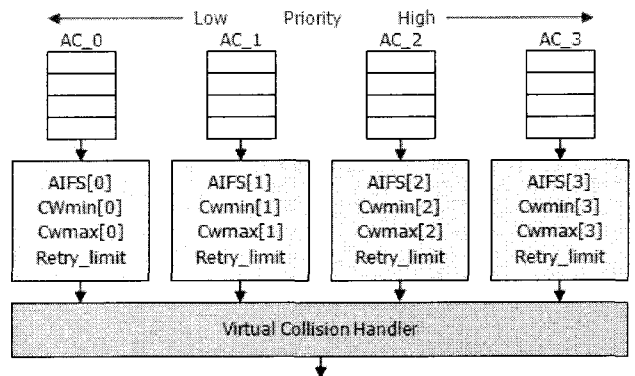 Low Priority High
AC_0 AC_1 AC_2 AC_3
AIFS[0]
CWmin[0]
Cwmax[0]
Retry_limit
AIFS[1]
Cwmin[1]
Cwmax[1]
Retry_limit
AIFS[2]
Cwmin[2]
Cwmax[2]
Retry_limit
AIFS[3]
Cwmin[3]
Cwmax[3]
Retry_limit
Virtual Collision Handler